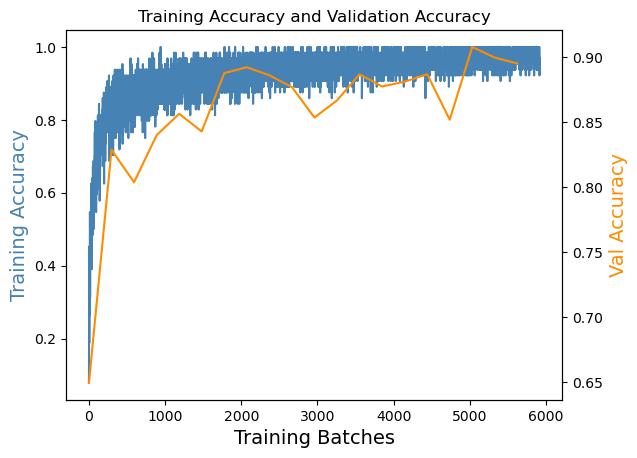 Training Accuracy and Validation Accuracy
1.0
0.8
0.6
0.4
0.2
Training Accuracy
0.90
0.85
0.80
0.75
0.70
0.65
Val Accuracy
0 1000 2000 3000 4000 5000 6000
Training Batches